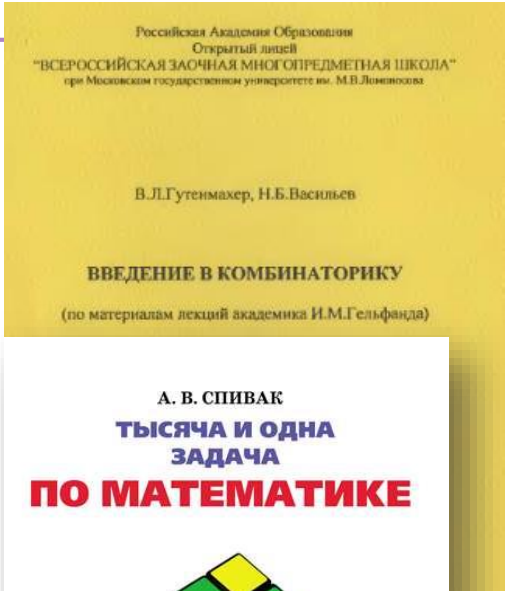 Российская Академия Образования
Открытый лицей
"ВСЕРОССИЙСКАЯ ЗАОЧНАЯ МНОГОПРЕДМЕТНАЯ ШКОЛА"
при Московском государственном университете им. М.В.Ломоносова
В.Л.Гутенмахер, Н.Б.Васильев
ВВЕДЕНИЕ В КОМБИНАТОРИКУ
(по материалам лекций академика И.М.Гельфанда)
А. В. СПИВАК
ТЫСЯЧА И ОДНА
ЗАДАЧА
ПО МАТЕМАТИКЕ